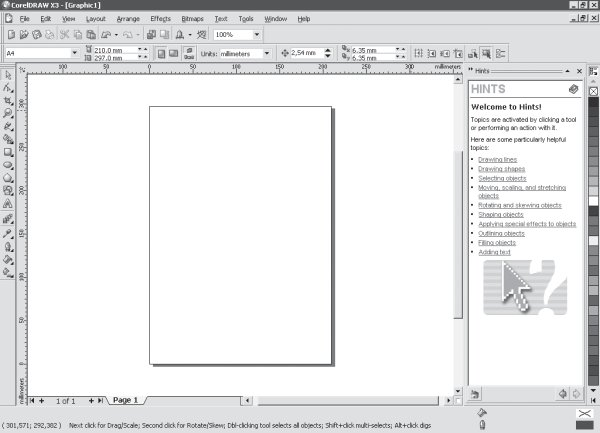 CorelDRAW X3 - [Graphic1]
File Edit View Layout Arrange Effects Bitmaps Text Tools Window Help
100%
A4 210.0 mm 297.0 mm Units: millimeters 2,54 mm 6.35 mm 6.35 mm
100 50 0 50 100 150 200 250 300 millimeters
300
250
200
150
100
50
0
millimeters
Hints
HINTS
Welcome to Hints!
Topics are activated by clicking a tool
or performing an action with it.
Here are some particularly helpful
topics:
• Drawing lines
• Drawing shapes
• Selecting objects
• Moving, scaling, and stretching
objects
• Rotating and skewing objects
• Shaping objects
• Applying special effects to objects
• Outlining objects
• Filling objects
• Adding text
?
1 of 1 Page 1
( 301,571; 292,382 ) Next click for Drag/Scale; Second click for Rotate/Skew; Dbl-clicking tool selects all objects; Shift+click multi-selects; Alt+click digs